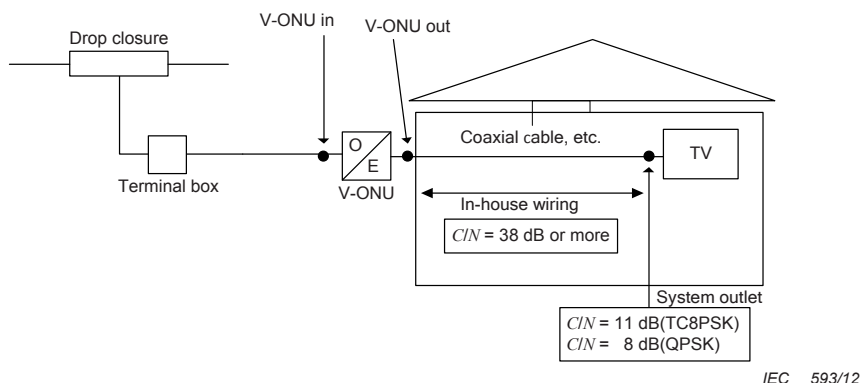 V-ONU in
V-ONU out
Drop closure
Coaxial cable, etc.
TV
O
E
Terminal box
V-ONU
In-house wiring
C/N = 38 dB or more
System outlet
C/N = 11 dB(TC8PSK)
C/N = 8 dB(QPSK)
IEC 593/12